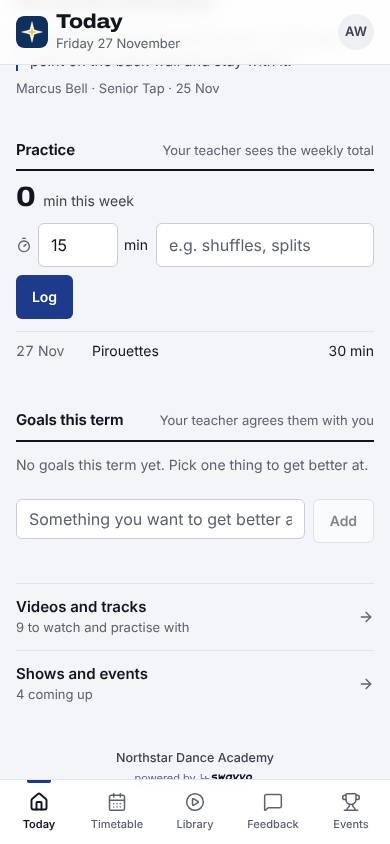 Today
Friday 27 November
AW
Marcus Bell · Senior Tap · 25 Nov
Practice
Your teacher sees the weekly total
0 min this week
15 min e.g. shuffles, splits
Log
27 Nov Pirouettes 30 min
Goals this term
Your teacher agrees them with you
No goals this term yet. Pick one thing to get better at.
Something you want to get better a
Add
Videos and tracks
9 to watch and practise with
Shows and events
4 coming up
Northstar Dance Academy
powered by swayvo
Today Timetable Library Feedback Events